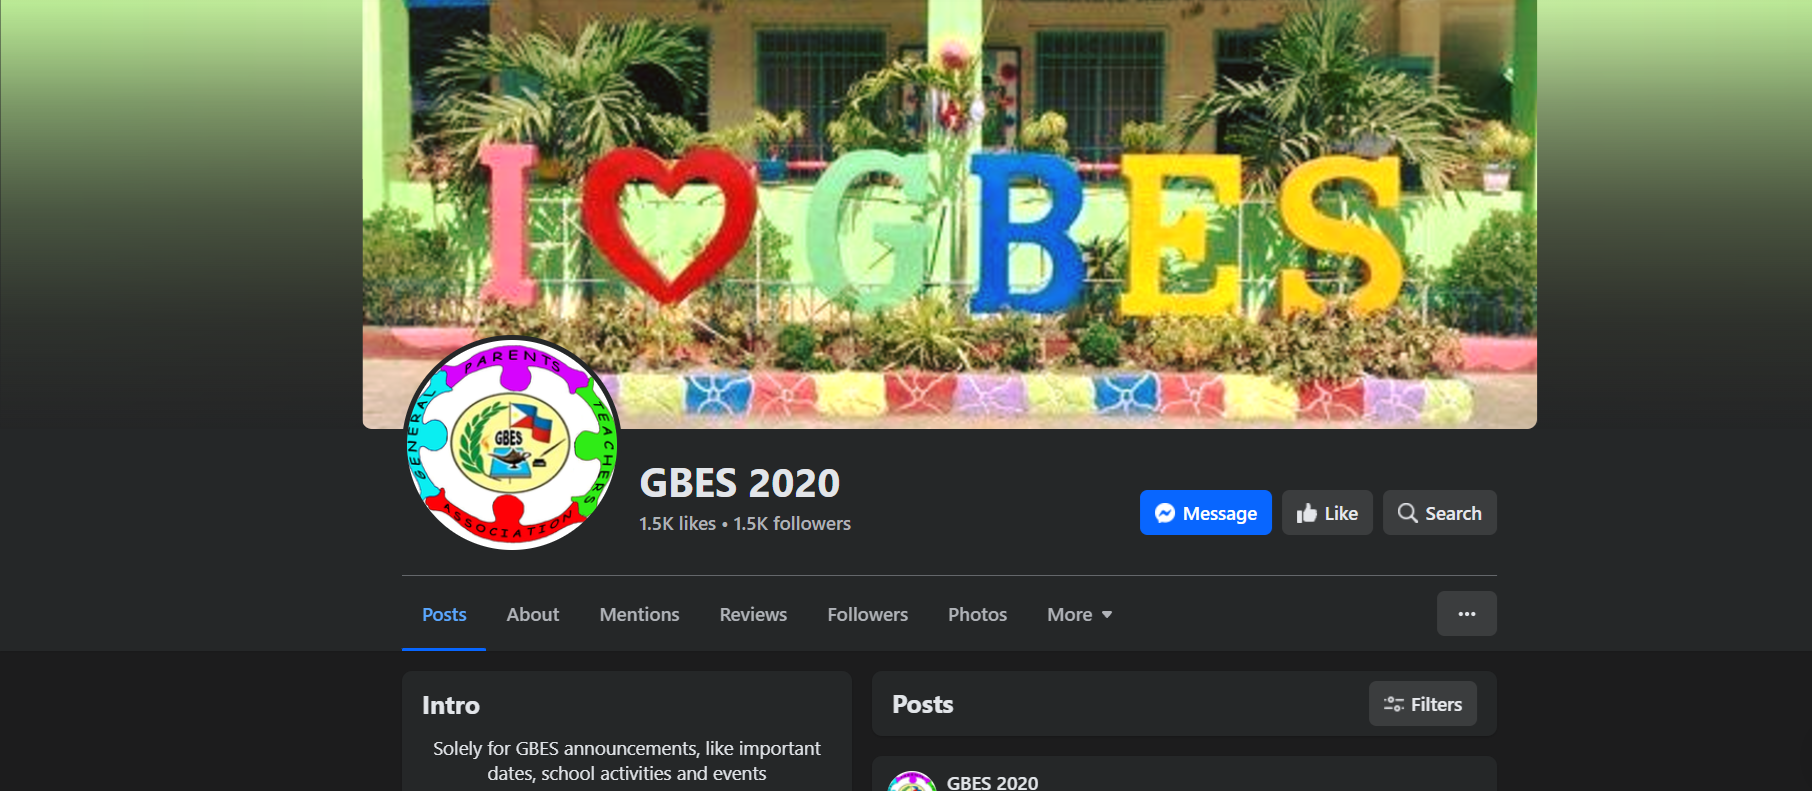 I ❤ GBES
GENERAL PARENTS TEACHERS ASSOCIATION
GBES
GBES 2020
1.5K likes • 1.5K followers
Message
Like
Search
Posts
About
Mentions
Reviews
Followers
Photos
More
Intro
Solely for GBES announcements, like important
dates, school activities and events
Posts
Filters
GBES 2020